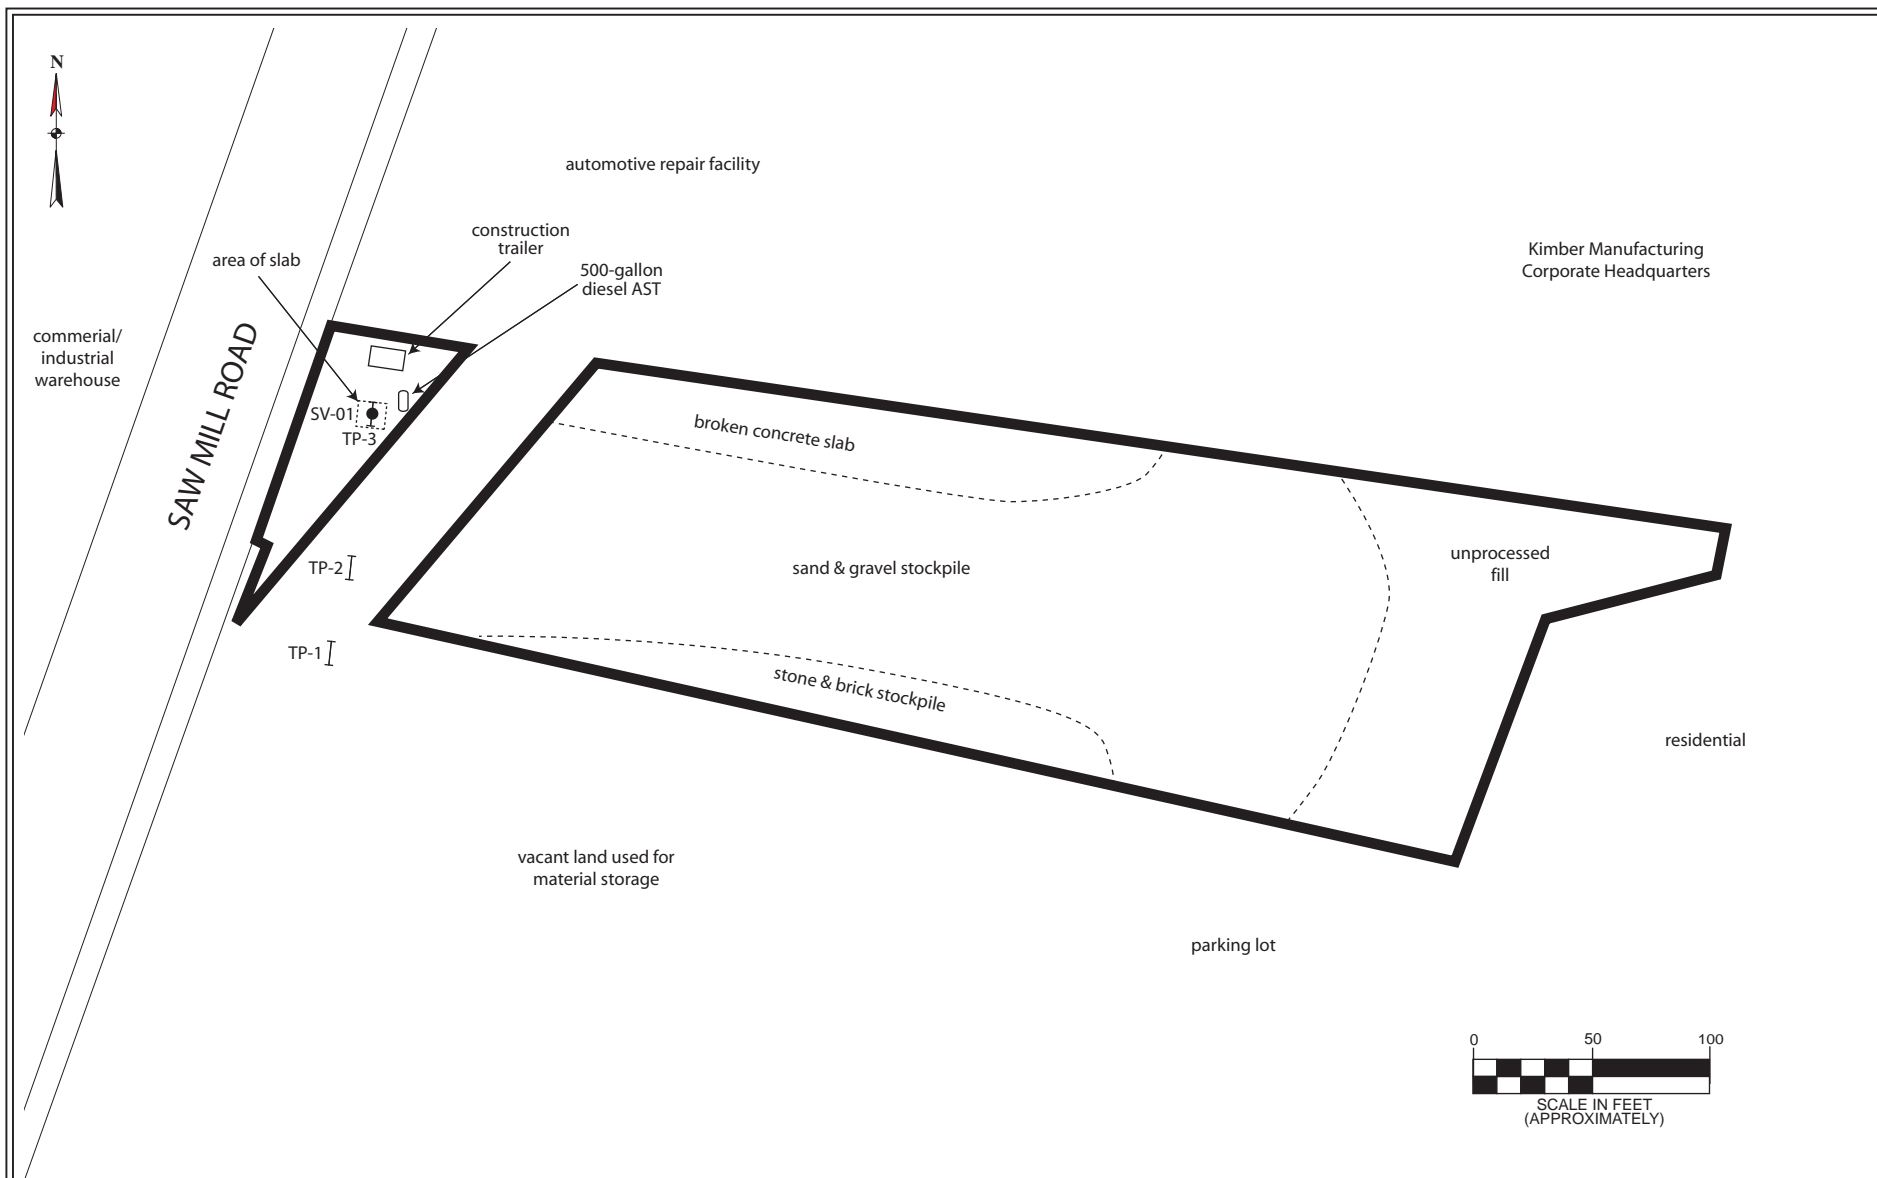 N
automotive repair facility
construction
trailer
area of slab
500-gallon
diesel AST
Kimber Manufacturing
Corporate Headquarters
commerial/
industrial
warehouse
SAW MILL ROAD
SV-01
TP-3
broken concrete slab
TP-2
sand & gravel stockpile
unprocessed
fill
TP-1
stone & brick stockpile
residential
vacant land used for
material storage
parking lot
0 50 100
SCALE IN FEET
(APPROXIMATELY)